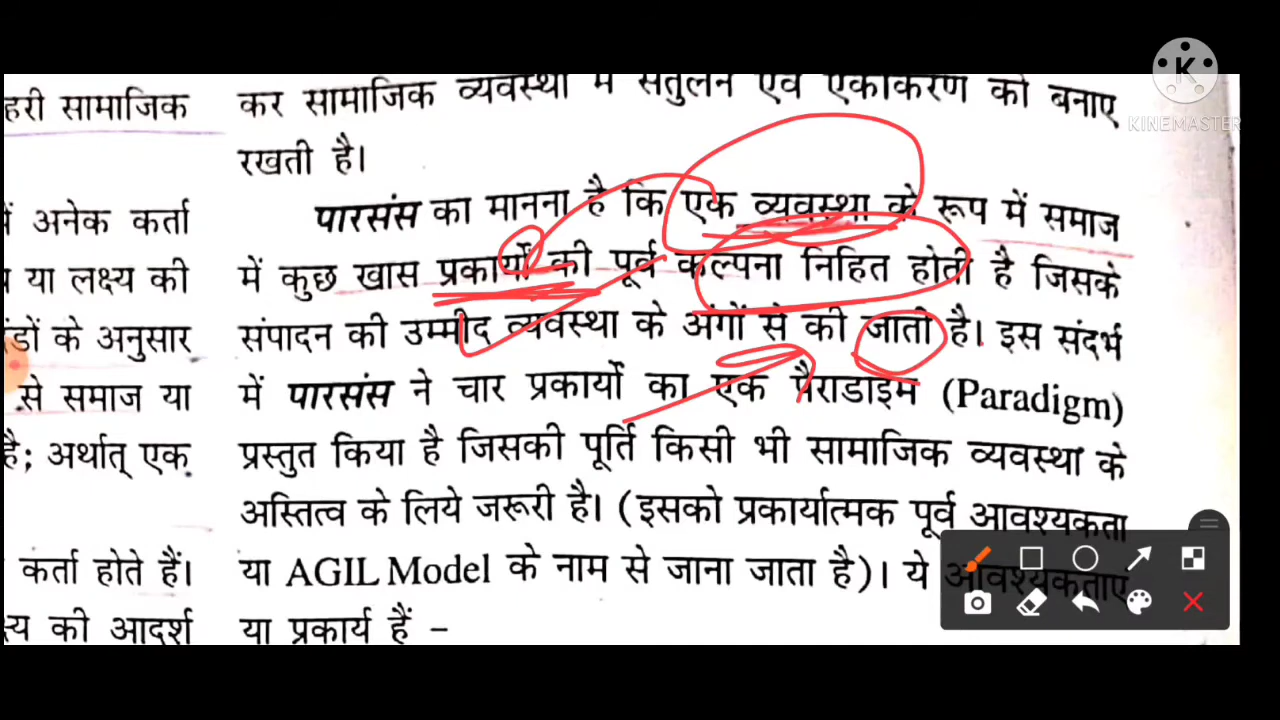 हरी सामाजिक
में अनेक कर्ता
य या लक्ष्य की
ंडों के अनुसार
से समाज या
है; अर्थात् एक
कर्ता होते हैं।
क्ष्य की आदर्श
कर सामाजिक व्यवस्था में संतुलन एवं एकीकरण को बनाए
रखती है।
पारसंस का मानना है कि एक व्यवस्था के रूप में समाज
में कुछ खास प्रकार्यो की पूर्व कल्पना निहित होती है जिसके
संपादन की उम्मीद व्यवस्था के अंगों से की जाती है। इस संदर्भ
में पारसंस ने चार प्रकार्यो का एक पैराडाइम (Paradigm)
प्रस्तुत किया है जिसकी पूर्ति किसी भी सामाजिक व्यवस्था के
अस्तित्व के लिये जरूरी है। (इसको प्रकार्यात्मक पूर्व आवश्यकता
या AGIL Model के नाम से जाना जाता है)। ये आवश्यकताएं
या प्रकार्य हैं –
K
KINEMASTER